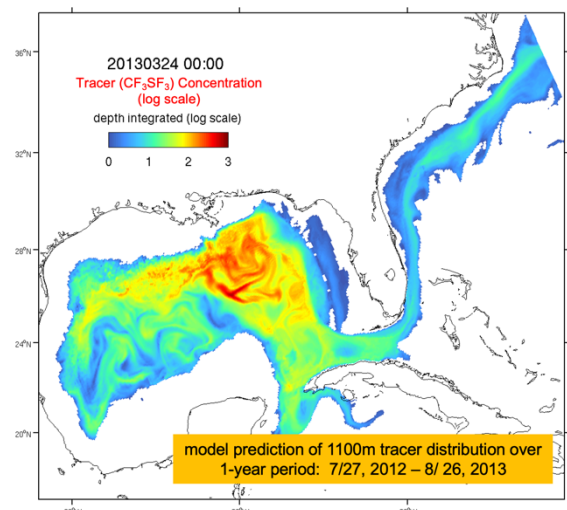 36°N
20130324 00:00
Tracer (CF₃SF₃) Concentration
(log scale)
depth integrated (log scale)
0 1 2 3
32°N
28°N
24°N
20°N
model prediction of 1100m tracer distribution over
1-year period: 7/27, 2012 – 8/ 26, 2013